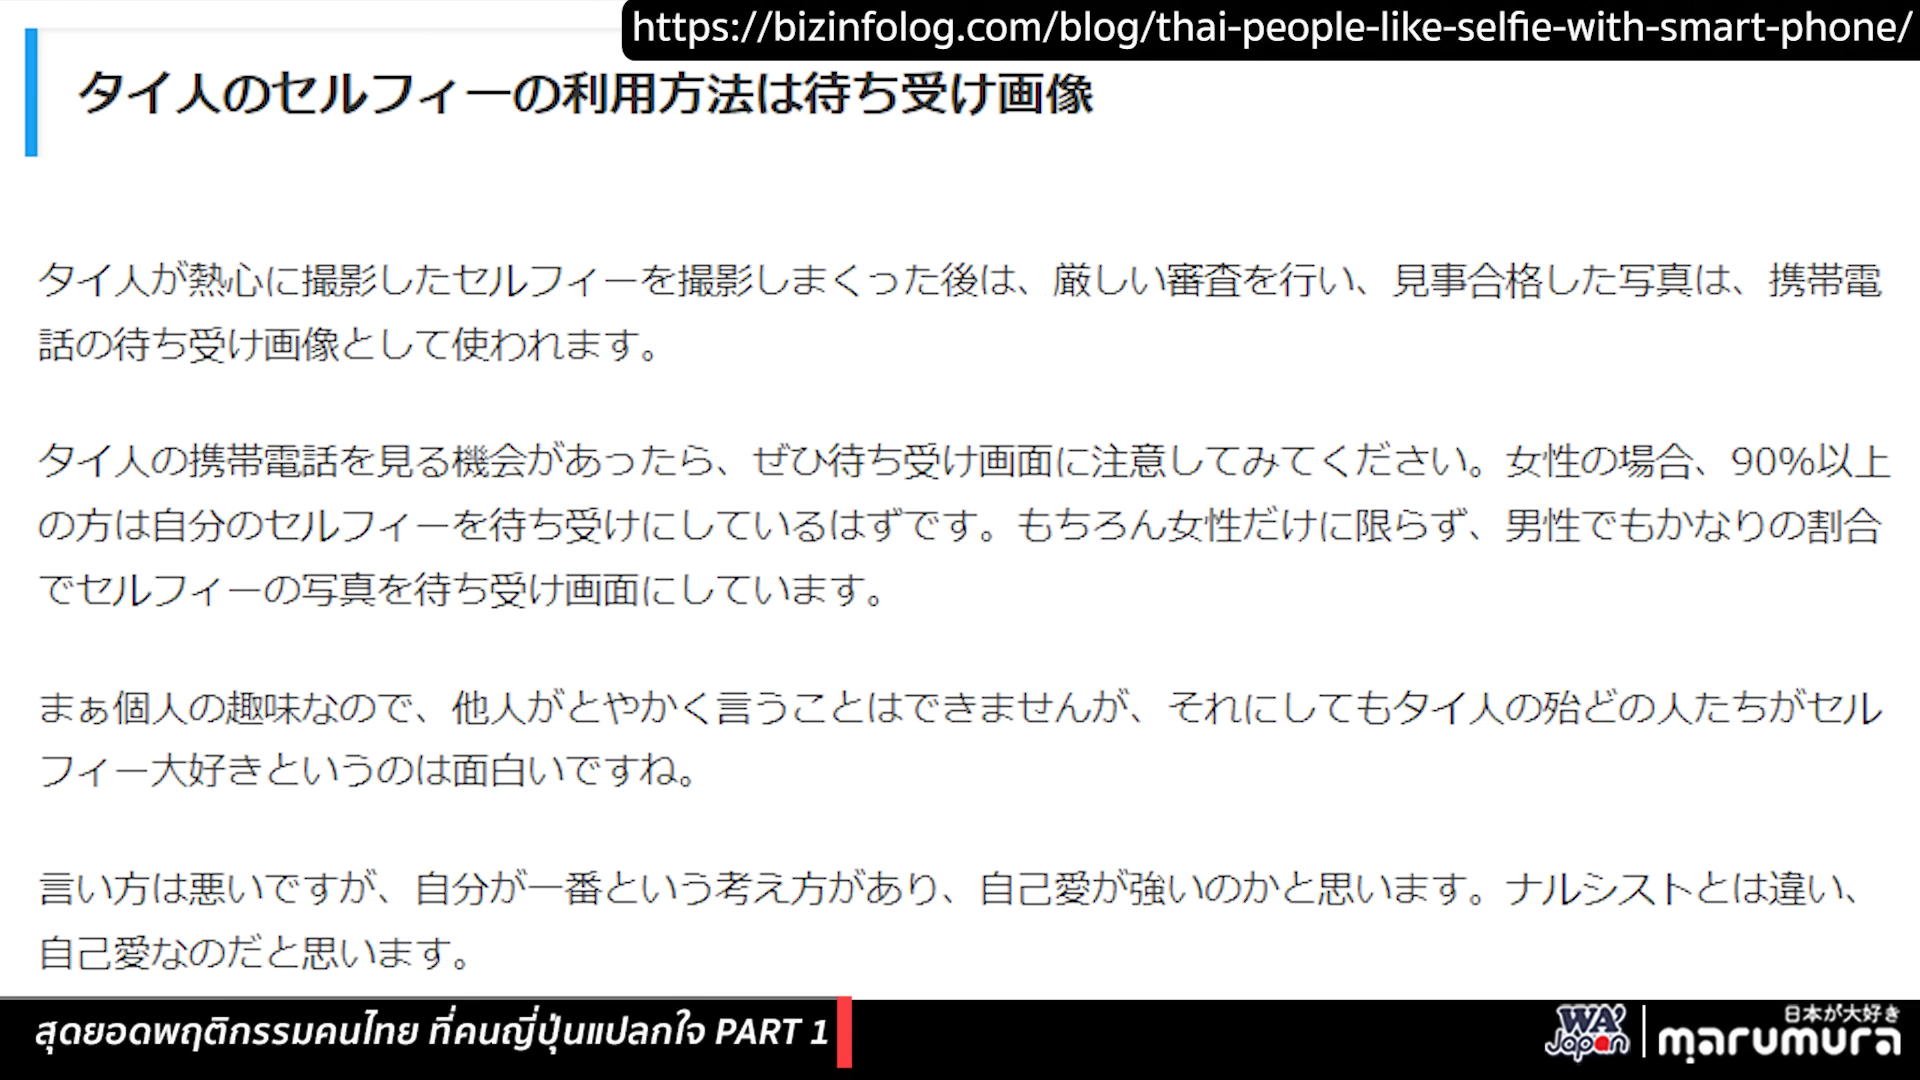 https://bizinfolog.com/blog/thai-people-like-selfie-with-smart-phone/
タイ人のセルフィーの利用方法は待ち受け画像
タイ人が熱心に撮影したセルフィーを撮影しまくった後は、厳しい審査を行い、見事合格した写真は、携帯電
話の待ち受け画像として使われます。
タイ人の携帯電話を見る機会があったら、ぜひ待ち受け画面に注意してみてください。女性の場合、90%以上
の方は自分のセルフィーを待ち受けにしているはずです。もちろん女性だけに限らず、男性でもかなりの割合
でセルフィーの写真を待ち受け画面にしています。
まぁ個人の趣味なので、他人がとやかく言うことはできませんが、それにしてもタイ人の殆どの人たちがセル
フィー大好きというのは面白いですね。
言い方は悪いですが、自分が一番という考え方があり、自己愛が強いのかと思います。ナルシストとは違い、
自己愛なのだと思います。
สุดยอดพฤติกรรมคนไทย ที่คนญี่ปุ่นแปลกใจ PART 1
WA' Japan
日本が大好き
marumura